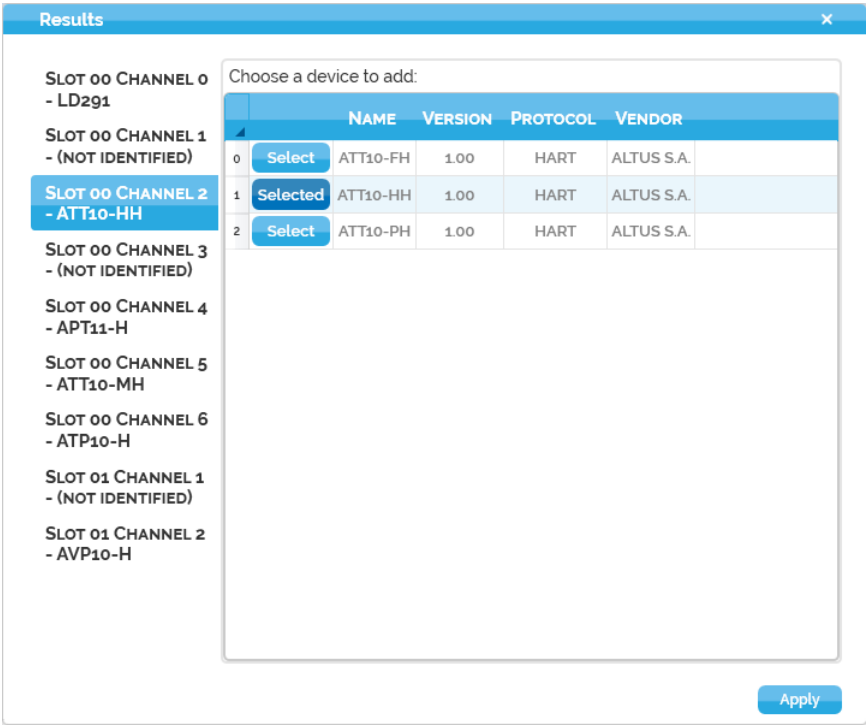 Results ×
Slot 00 Channel 0
- LD291
Slot 00 Channel 1
- (not identified)
Slot 00 Channel 2
- ATT10-HH
Slot 00 Channel 3
- (not identified)
Slot 00 Channel 4
- APT11-H
Slot 00 Channel 5
- ATT10-MH
Slot 00 Channel 6
- ATP10-H
Slot 01 Channel 1
- (not identified)
Slot 01 Channel 2
- AVP10-H
Choose a device to add:
Name Version Protocol Vendor
0 Select ATT10-FH 1.00 HART ALTUS S.A.
1 Selected ATT10-HH 1.00 HART ALTUS S.A.
2 Select ATT10-PH 1.00 HART ALTUS S.A.
Apply